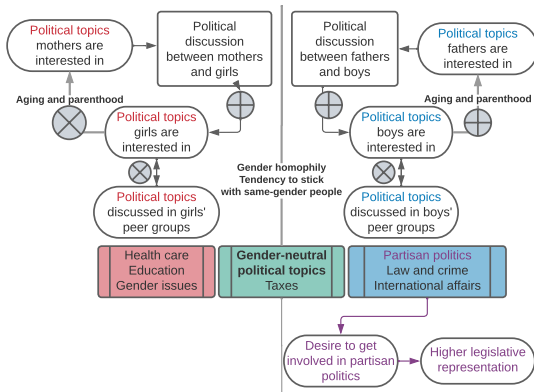 Political topics
mothers are
interested in
Political
discussion
between mothers
and girls
Political
discussion
between fathers
and boys
Political topics
fathers are
interested in
Aging and parenthood
Aging and parenthood
Political topics
girls are
interested in
Political topics
boys are
interested in
Gender homophily
Tendency to stick
with same-gender people
Political topics
discussed in girls'
peer groups
Political topics
discussed in boys'
peer groups
Health care
Education
Gender issues
Gender-neutral
political topics
Taxes
Partisan politics
Law and crime
International affairs
Desire to get
involved in partisan
politics
Higher legislative
representation